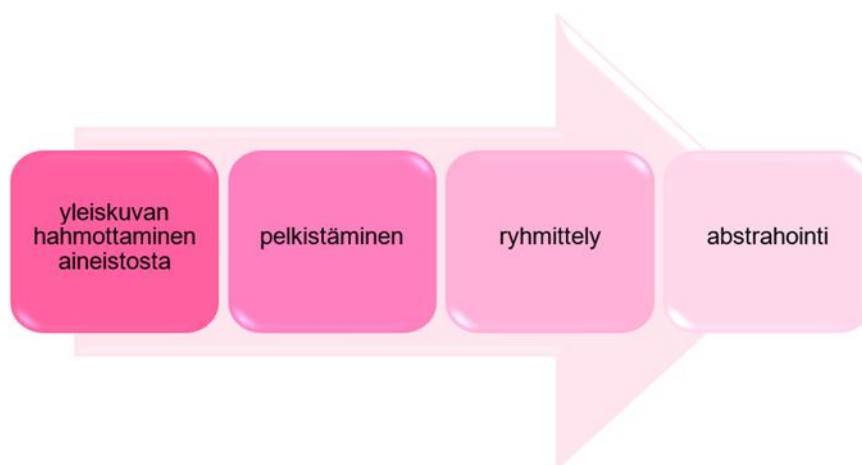 yleiskuvan
hahmottaminen
aineistosta
pelkistäminen
ryhmittely
abstrahointi